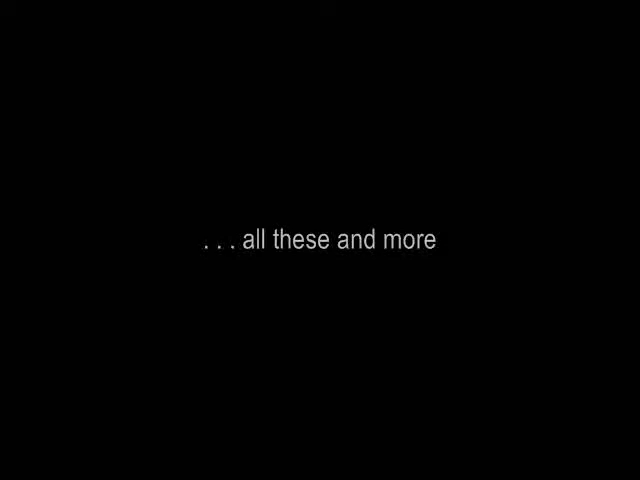 . . . all these and more